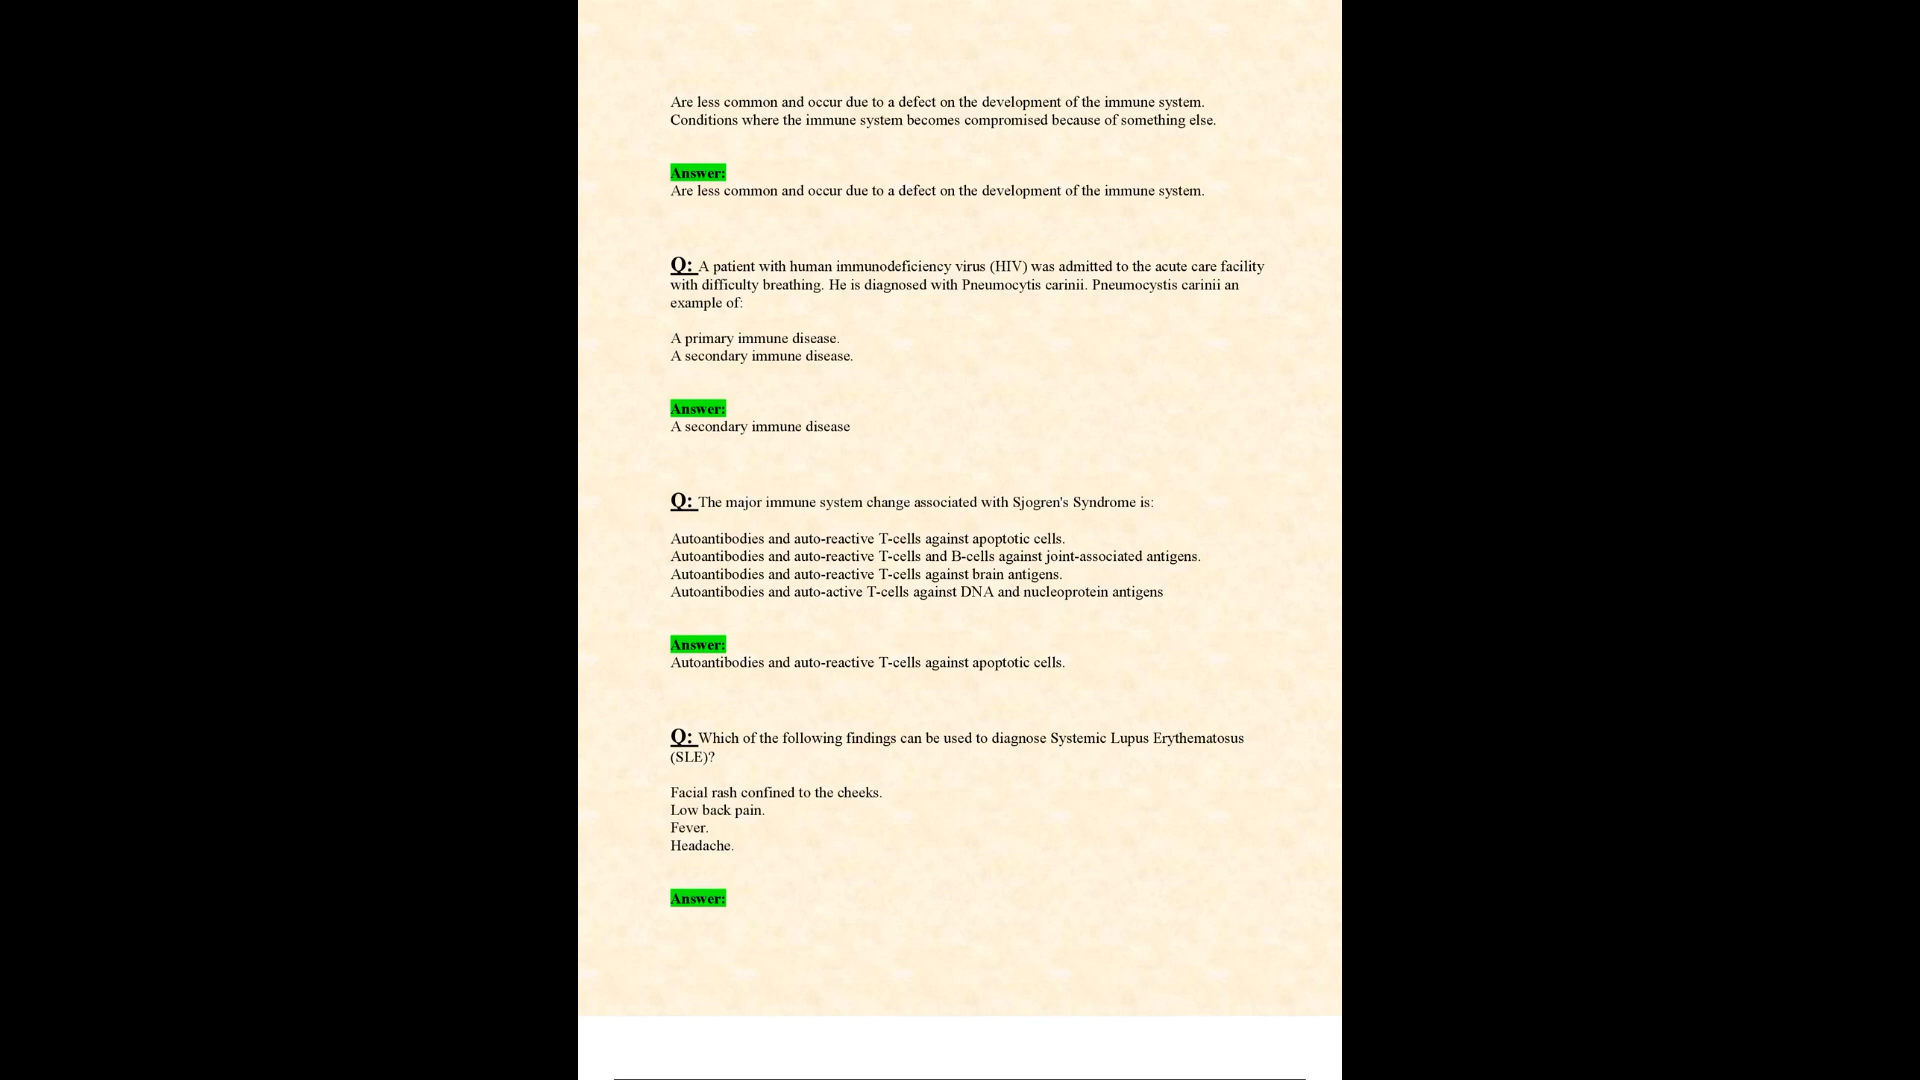 Are less common and occur due to a defect on the development of the immune system.
Conditions where the immune system becomes compromised because of something else.
Answer:
Are less common and occur due to a defect on the development of the immune system.
Q: A patient with human immunodeficiency virus (HIV) was admitted to the acute care facility
with difficulty breathing. He is diagnosed with Pneumocytis carinii. Pneumocystis carinii an
example of:
A primary immune disease.
A secondary immune disease.
Answer:
A secondary immune disease
Q: The major immune system change associated with Sjogren's Syndrome is:
Autoantibodies and auto-reactive T-cells against apoptotic cells.
Autoantibodies and auto-reactive T-cells and B-cells against joint-associated antigens.
Autoantibodies and auto-reactive T-cells against brain antigens.
Autoantibodies and auto-active T-cells against DNA and nucleoprotein antigens
Answer:
Autoantibodies and auto-reactive T-cells against apoptotic cells.
Q: Which of the following findings can be used to diagnose Systemic Lupus Erythematosus
(SLE)?
Facial rash confined to the cheeks.
Low back pain.
Fever.
Headache.
Answer: